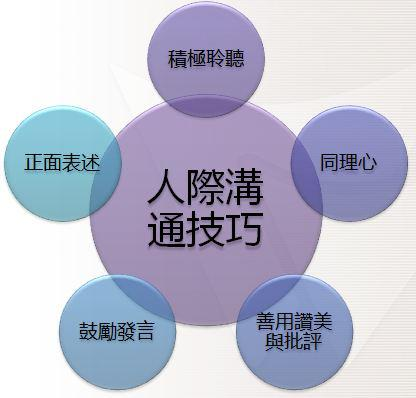 積極聆聽
正面表述
同理心
人際溝
通技巧
鼓勵發言
善用讚美
與批評